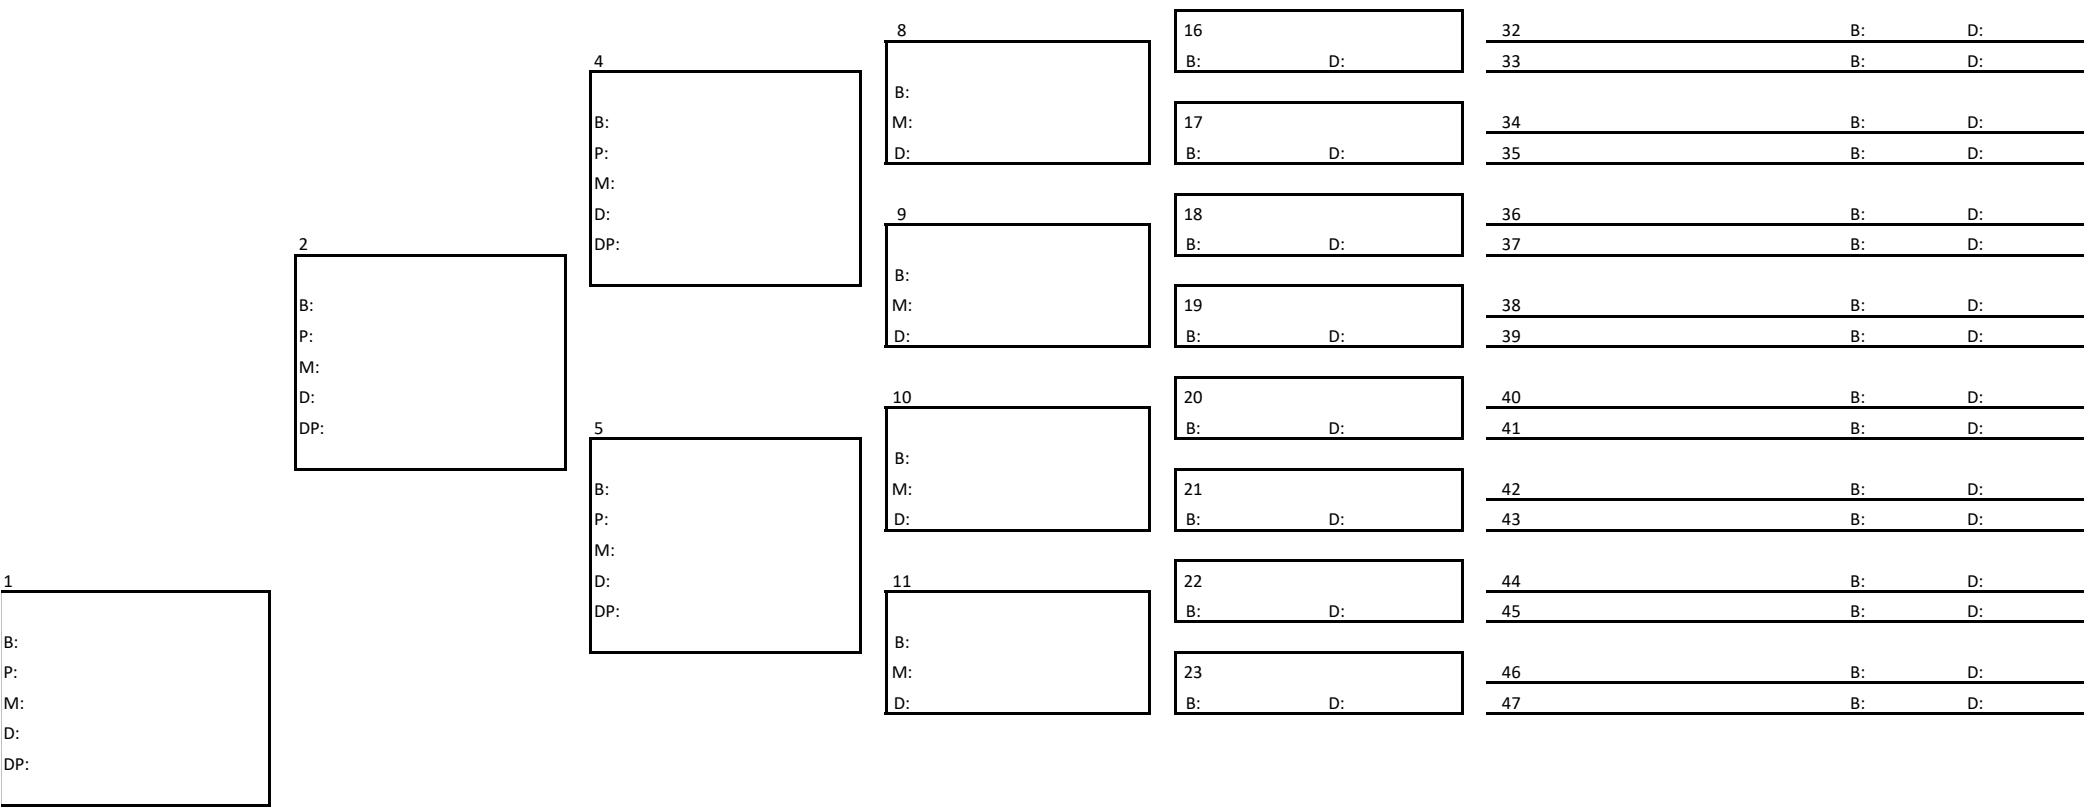 8 16 32 B: D:
4 B: D: 33 B: D:
B:
B: M: 17 34 B: D:
P: D: B: D: 35 B: D:
M:
D: 9 18 36 B: D:
2 DP: B: D: 37 B: D:
B:
B: M: 19 38 B: D:
P: D: B: D: 39 B: D:
M:
D: 10 20 40 B: D:
DP: 5 B: D: 41 B: D:
B:
B: M: 21 42 B: D:
P: D: B: D: 43 B: D:
M:
1 D: 11 22 44 B: D:
DP: B: D: 45 B: D:
B: B:
P: M: 23 46 B: D:
M: D: B: D: 47 B: D:
D:
DP: